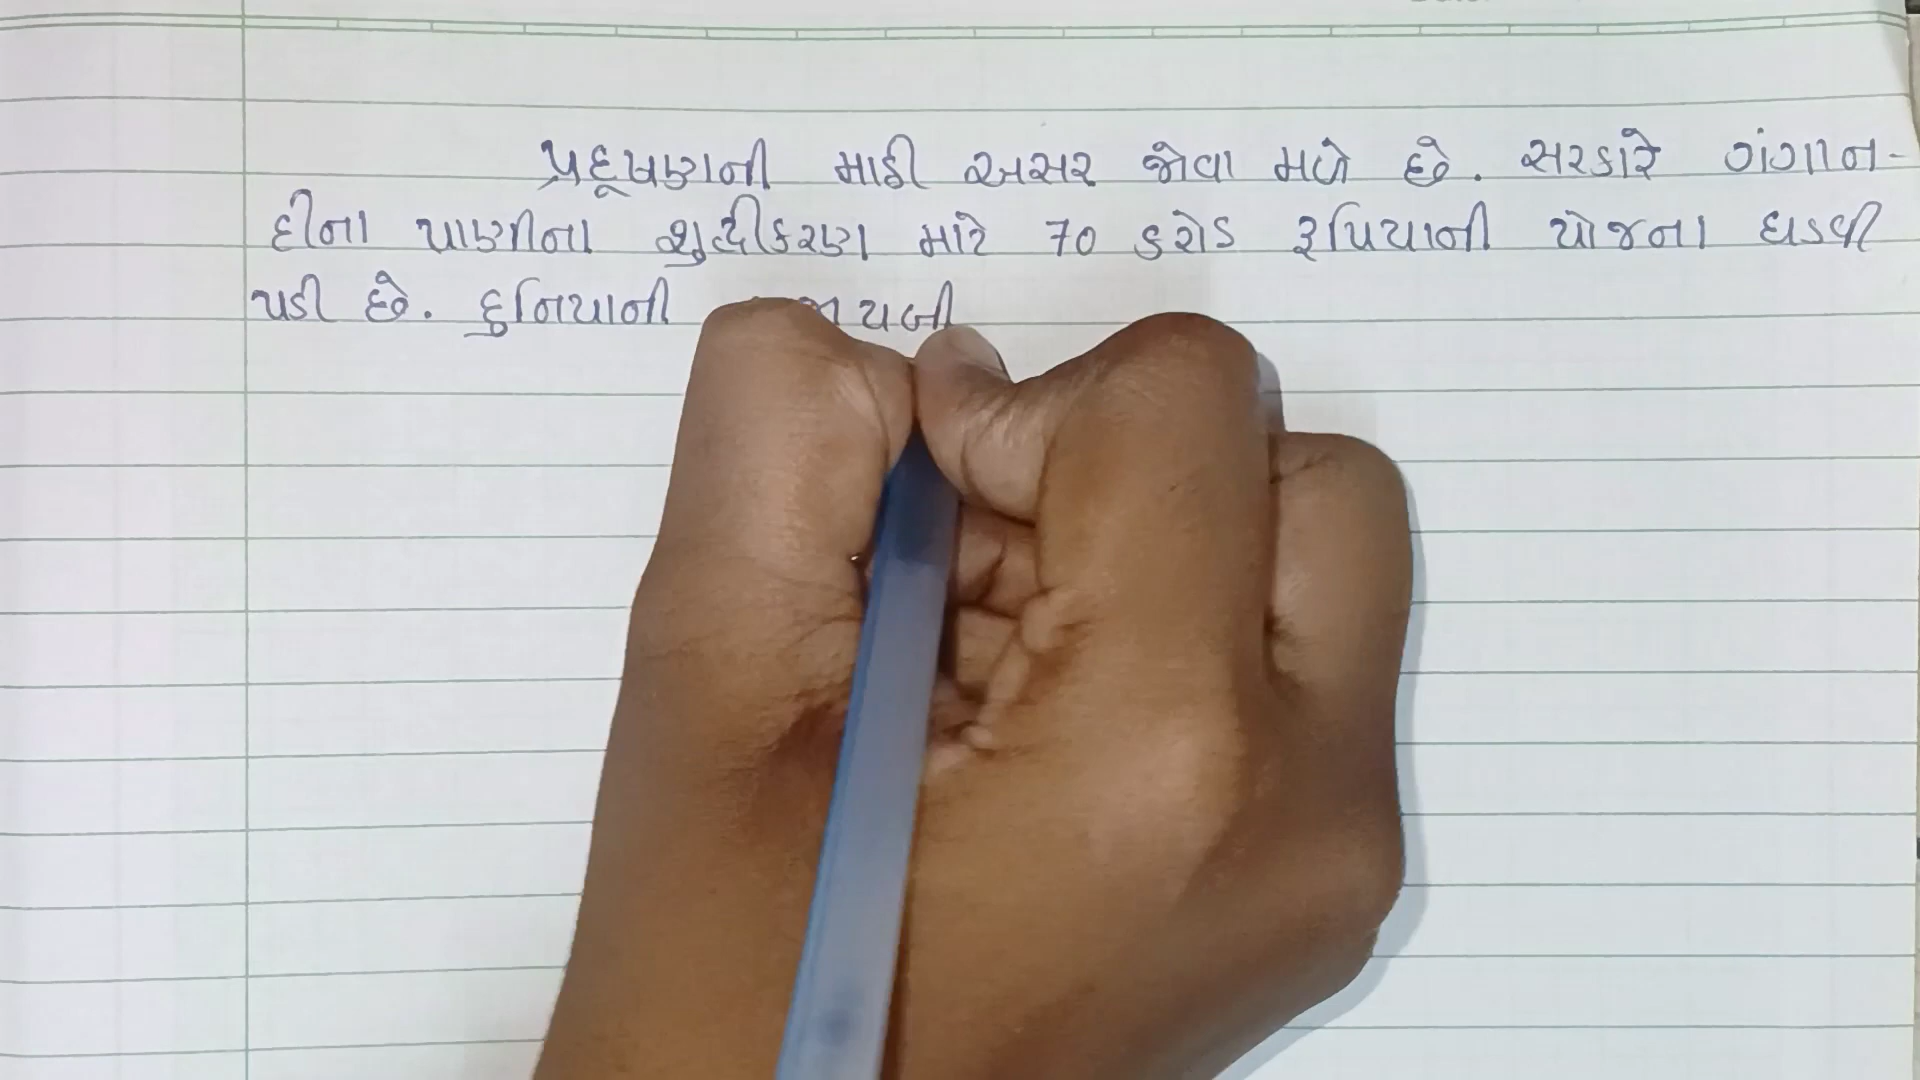 પ્રદૂષણની માઠી અસર જોવા મળે છે. સરકારે ગંગાન-
દીના પાણીના શુદ્ધીકરણ માટે 70 કરોડ રૂપિયાની યોજના ઘડવી
પડી છે. દુનિયાની